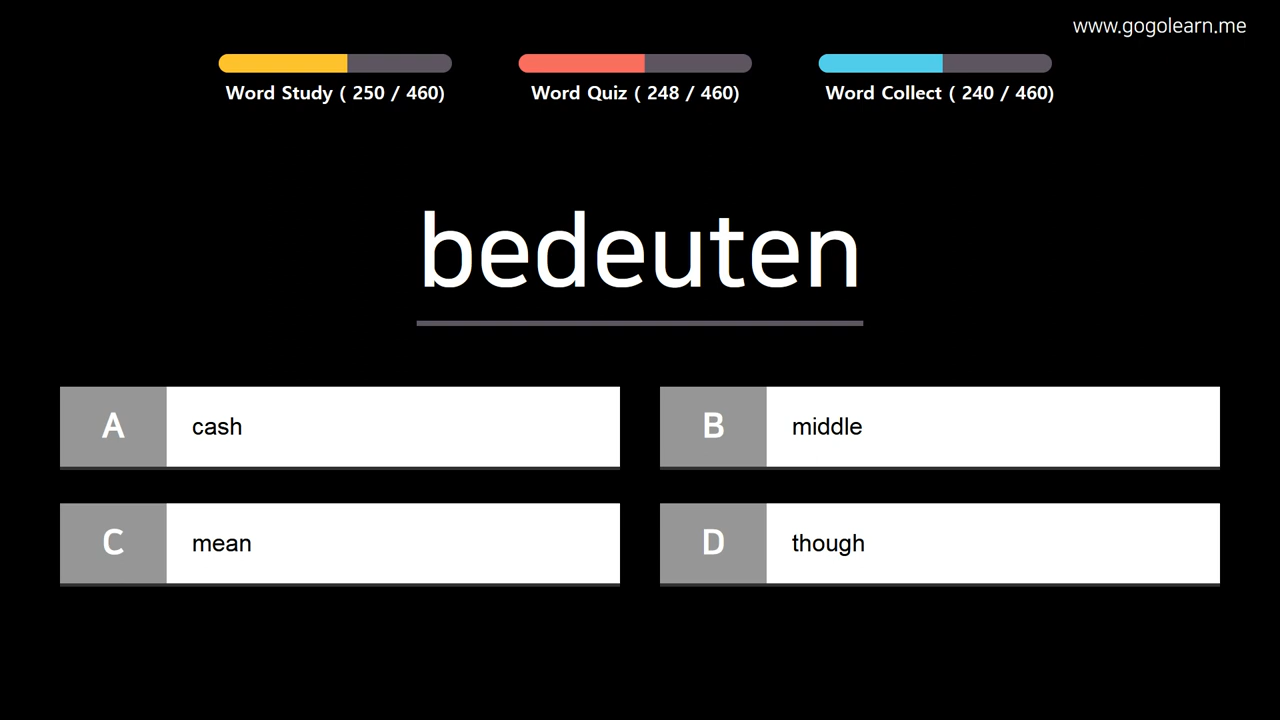 www.gogolearn.me
Word Study ( 250 / 460)
Word Quiz ( 248 / 460)
Word Collect ( 240 / 460)
bedeuten
A cash
B middle
C mean
D though